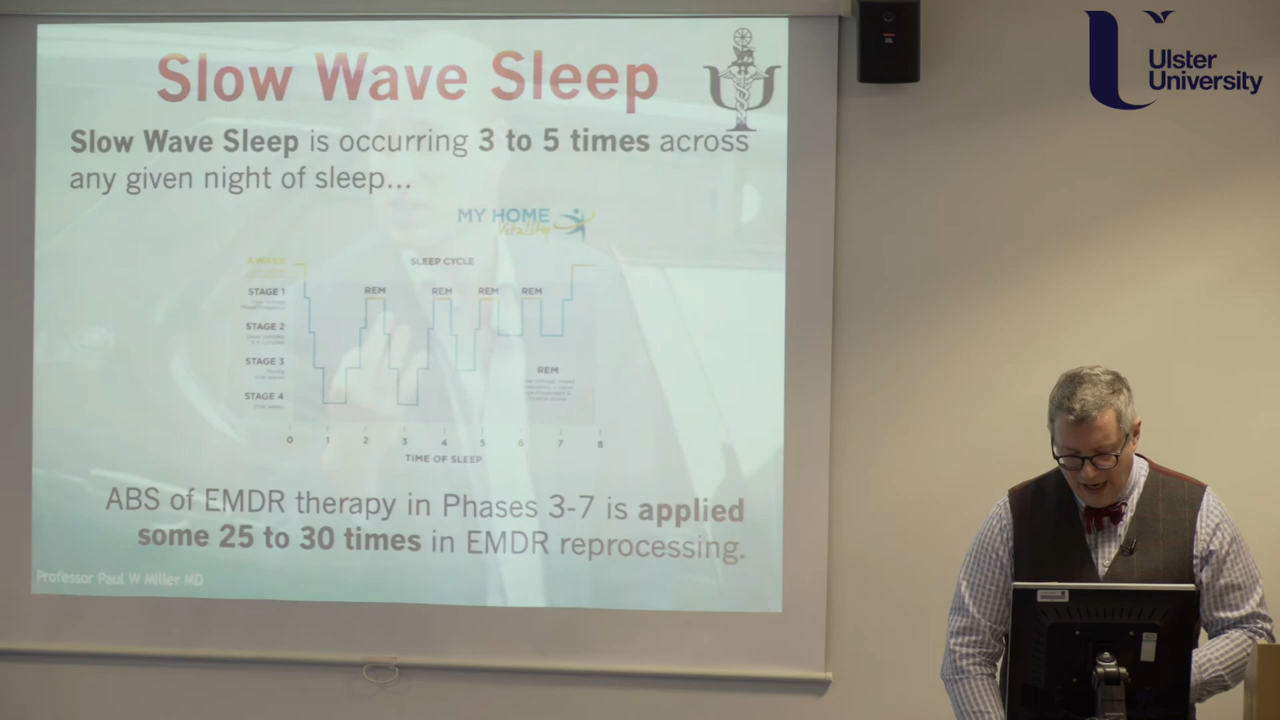 Slow Wave Sleep
Ulster
University
Slow Wave Sleep is occurring 3 to 5 times across
any given night of sleep...
MY HOME
Vitality
AWAKE
SLEEP CYCLE
STAGE 1
REM
REM
REM
REM
STAGE 2
STAGE 3
STAGE 4
REM
0 1 2 3 4 5 6 7 8
TIME OF SLEEP
ABS of EMDR therapy in Phases 3-7 is applied
some 25 to 30 times in EMDR reprocessing.
Professor Paul W Miller MD
JBL